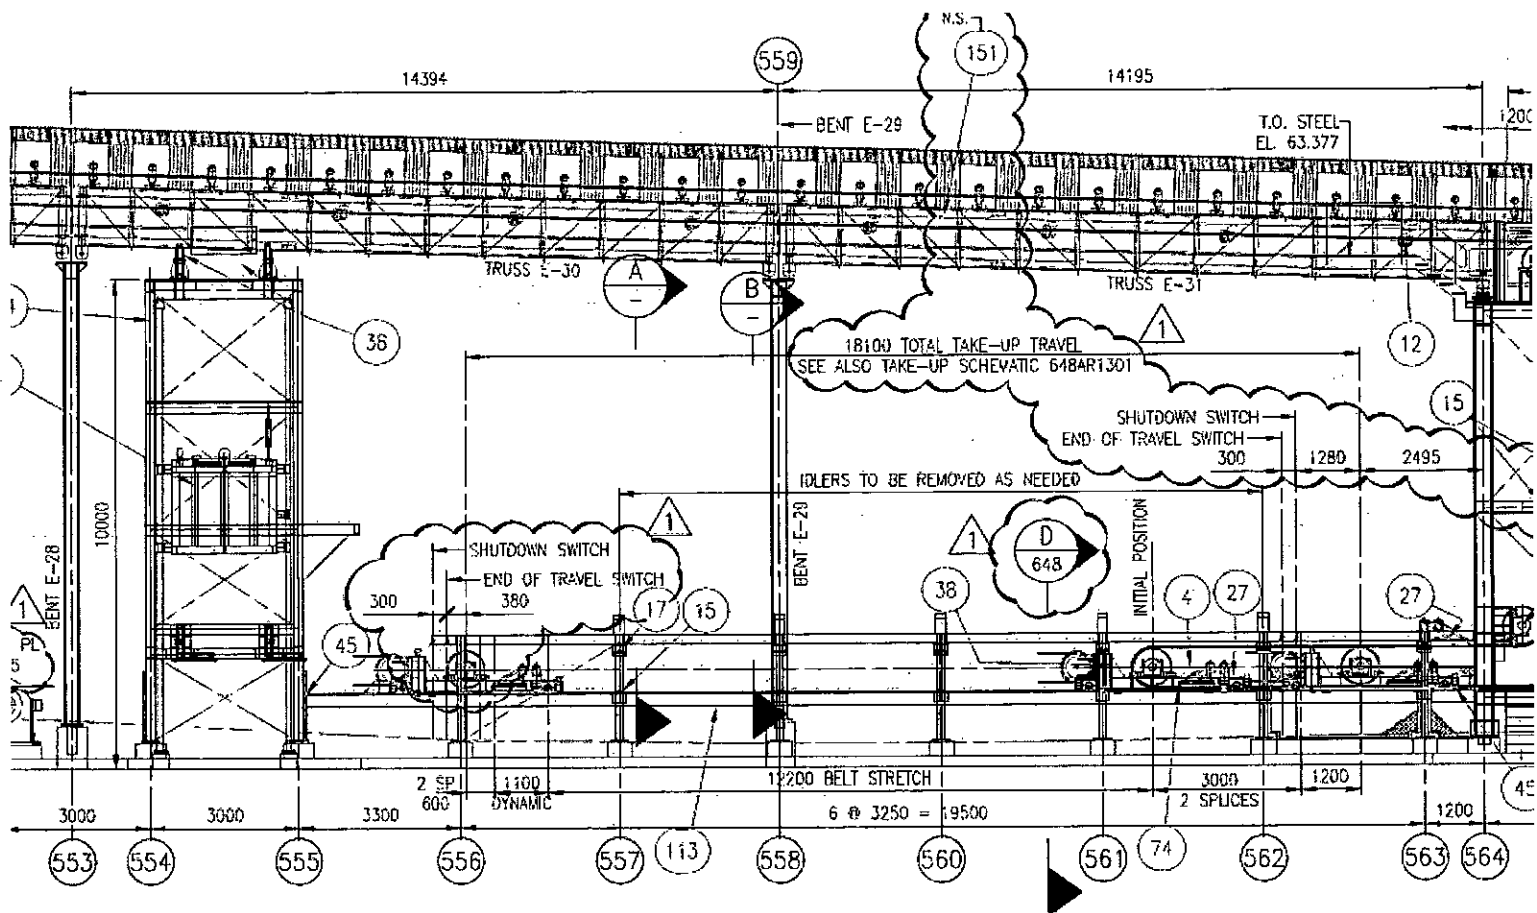 N.S.
151
559
14394
14195
BENT E-29
T.O. STEEL
EL. 63.377
1200
TRUSS E-30
A
–
B
–
TRUSS E-31
1
38
12
18100 TOTAL TAKE-UP TRAVEL
SEE ALSO TAKE-UP SCHEMATIC 648AR1301
15
SHUTDOWN SWITCH
END OF TRAVEL SWITCH
300
1280
2495
IDLERS TO BE REMOVED AS NEEDED
10000
1
1
D
648
INITIAL POSITION
BENT E-28
BENT E-29
SHUTDOWN SWITCH
END OF TRAVEL SWITCH
300
380
17
15
38
4
27
27
1
PL
45
12200 BELT STRETCH
2 SP
600
1100
DYNAMIC
3000
2 SPLICES
1200
45
3000
3000
3300
6 @ 3250 = 19500
1200
553
554
555
556
557
113
558
560
561
74
562
563
564